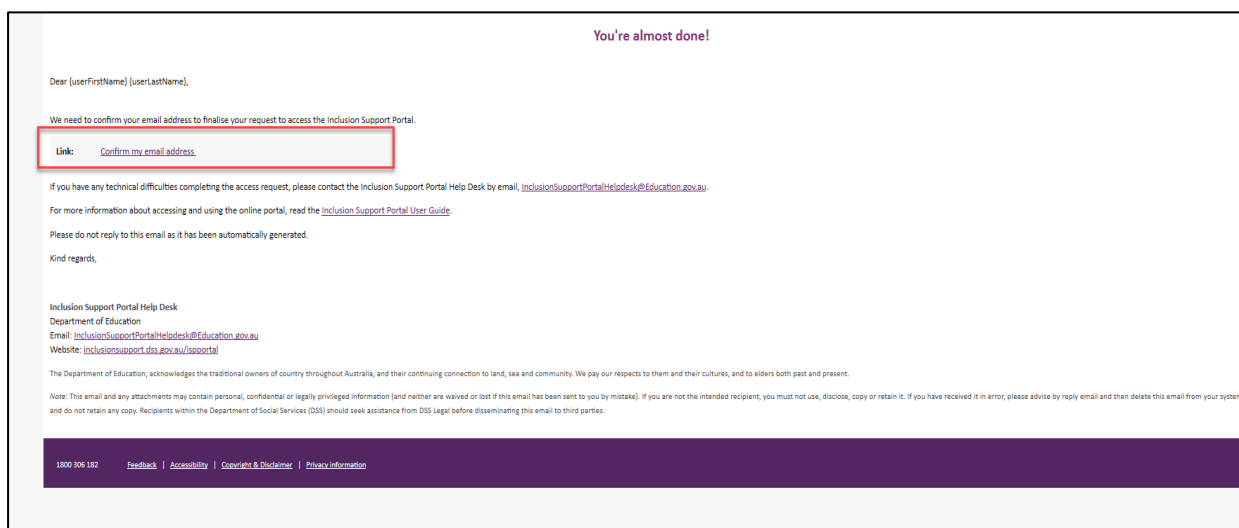 You're almost done!
Dear {userFirstName} {userLastName},
We need to confirm your email address to finalise your request to access the Inclusion Support Portal.
Link: Confirm my email address
If you have any technical difficulties completing the access request, please contact the Inclusion Support Portal Help Desk by email, InclusionSupportPortalHelpdesk@Education.gov.au.
For more information about accessing and using the online portal, read the Inclusion Support Portal User Guide.
Please do not reply to this email as it has been automatically generated.
Kind regards,
Inclusion Support Portal Help Desk
Department of Education
Email: InclusionSupportPortalHelpdesk@Education.gov.au
Website: inclusionsupport.dss.gov.au/ispportal
The Department of Education; acknowledges the traditional owners of country throughout Australia, and their continuing connection to land, sea and community. We pay our respects to them and their cultures, and to elders both past and present.
Note: This email and any attachments may contain personal, confidential or legally privileged information (and neither are waived or lost if this email has been sent to you by mistake). If you are not the intended recipient, you must not use, disclose, copy or retain it. If you have received it in error, please advise by reply email and then delete this email from your system
and do not retain any copy. Recipients within the Department of Social Services (DSS) should seek assistance from DSS Legal before disseminating this email to third parties.
1800 306 182 Feedback | Accessibility | Copyright & Disclaimer | Privacy information